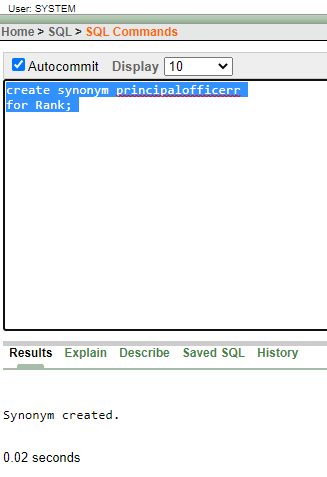 User: SYSTEM
Home > SQL > SQL Commands
Autocommit Display 10
create synonym principalofficerr
for Rank;
Results Explain Describe Saved SQL History
Synonym created.
0.02 seconds